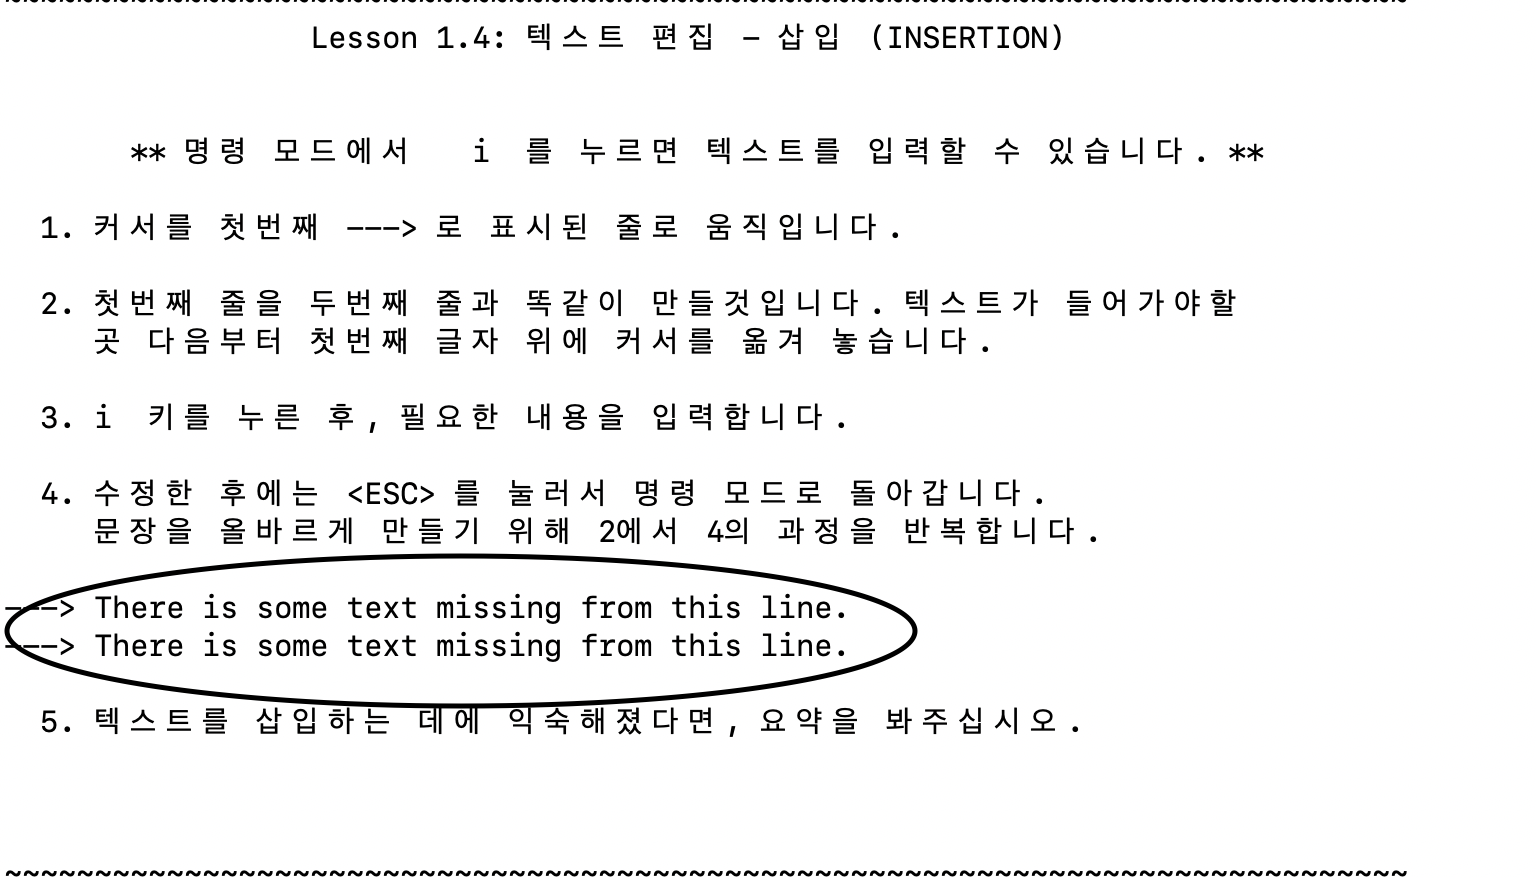 Lesson 1.4: 텍스트 편집 - 삽입 (INSERTION)
** 명령 모드에서 i 를 누르면 텍스트를 입력할 수 있습니다. **
1. 커서를 첫번째 ---> 로 표시된 줄로 움직입니다.
2. 첫번째 줄을 두번째 줄과 똑같이 만들것입니다. 텍스트가 들어가야할
곳 다음부터 첫번째 글자 위에 커서를 옮겨 놓습니다.
3. i 키를 누른 후, 필요한 내용을 입력합니다.
4. 수정한 후에는 <ESC> 를 눌러서 명령 모드로 돌아갑니다.
문장을 올바르게 만들기 위해 2에서 4의 과정을 반복합니다.
---> There is some text missing from this line.
---> There is some text missing from this line.
5. 텍스트를 삽입하는 데에 익숙해졌다면, 요약을 봐주십시오.
~~~~~~~~~~~~~~~~~~~~~~~~~~~~~~~~~~~~~~~~~~~~~~~~~~~~~~~~~~~~~~~~~~~~~~~~~~~~~~